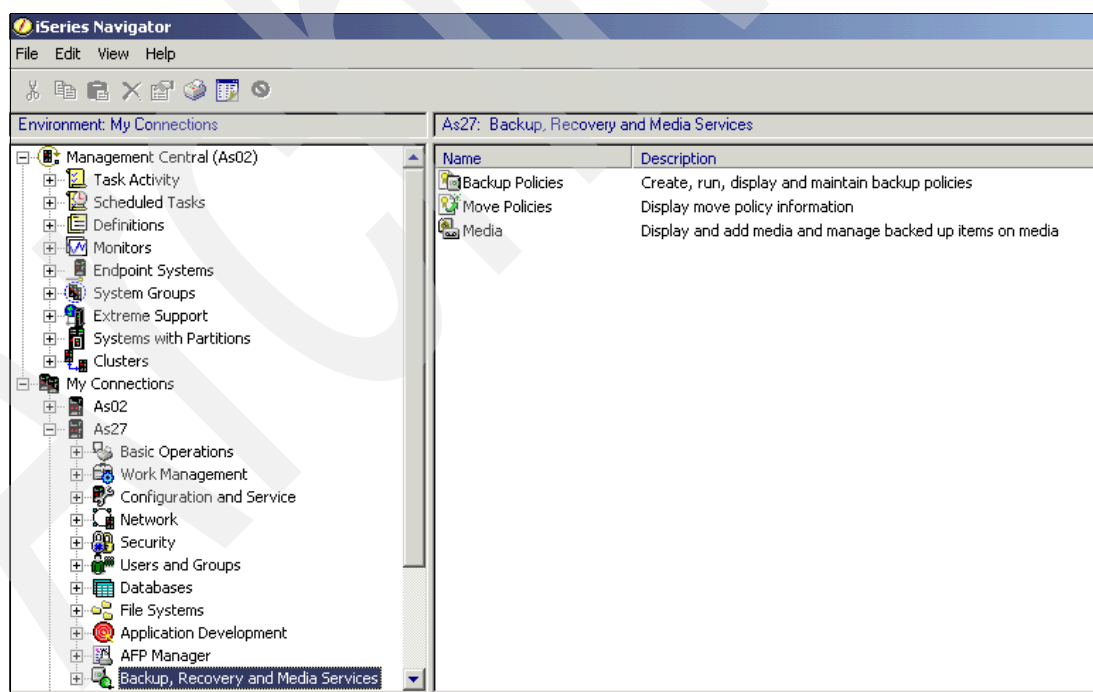 iSeries Navigator
File Edit View Help
Environment: My Connections
As27: Backup, Recovery and Media Services
Management Central (As02)
Task Activity
Scheduled Tasks
Definitions
Monitors
Endpoint Systems
System Groups
Extreme Support
Systems with Partitions
Clusters
My Connections
As02
As27
Basic Operations
Work Management
Configuration and Service
Network
Security
Users and Groups
Databases
File Systems
Application Development
AFP Manager
Backup, Recovery and Media Services
Name Description
Backup Policies Create, run, display and maintain backup policies
Move Policies Display move policy information
Media Display and add media and manage backed up items on media